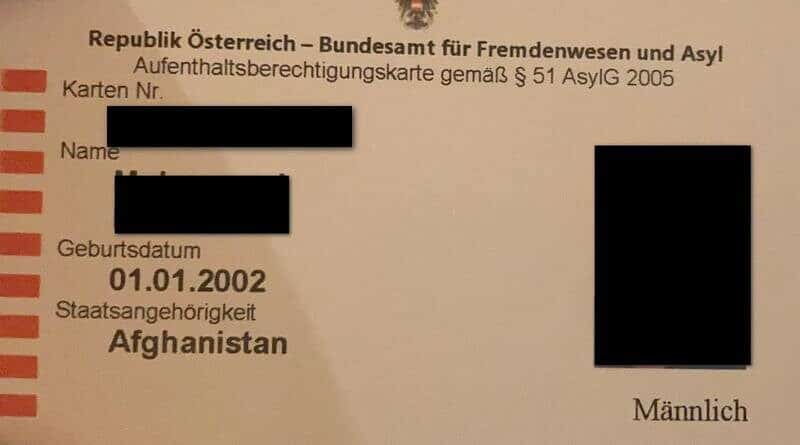 Republik Österreich – Bundesamt für Fremdenwesen und Asyl
Aufenthaltsberechtigungskarte gemäß § 51 AsylG 2005
Karten Nr.
Name
Geburtsdatum
01.01.2002
Staatsangehörigkeit
Afghanistan
Männlich